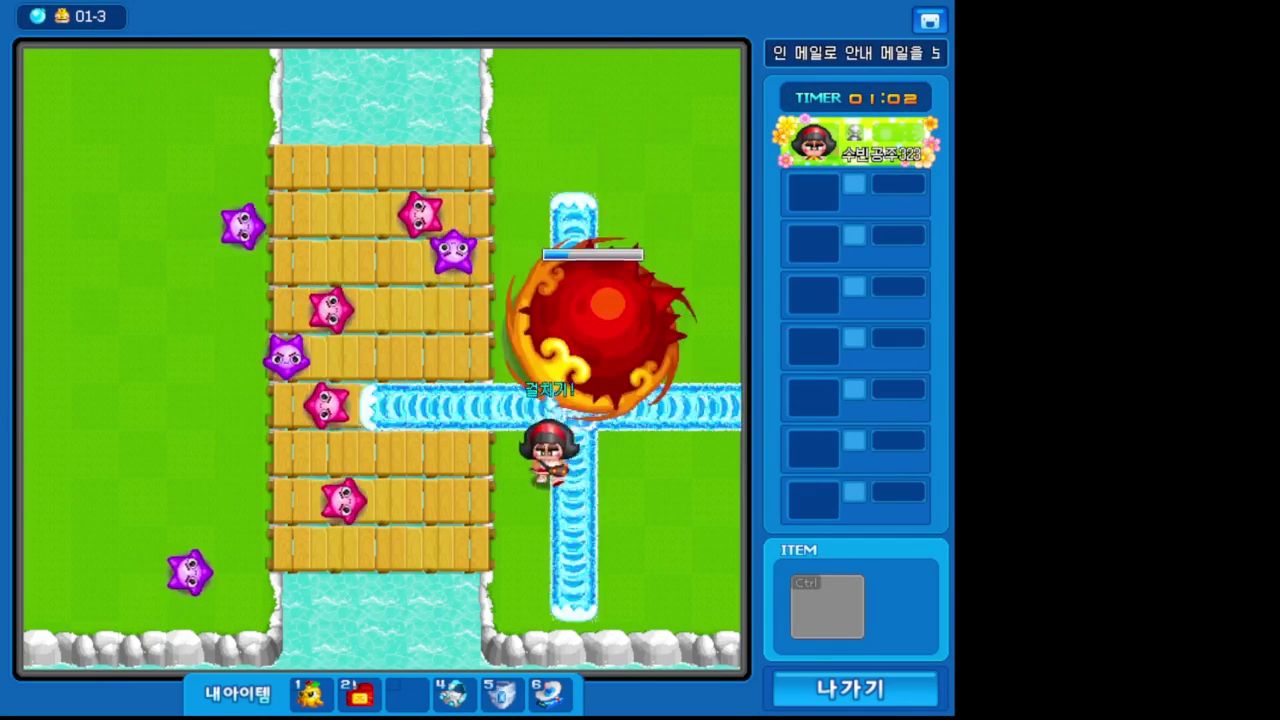 01-3
인 메일로 안내 메일을 5
TIMER 01:02
수빈공주323
걸치기!
ITEM
Ctrl
내 아이템
1
2
4
5
6
나가기